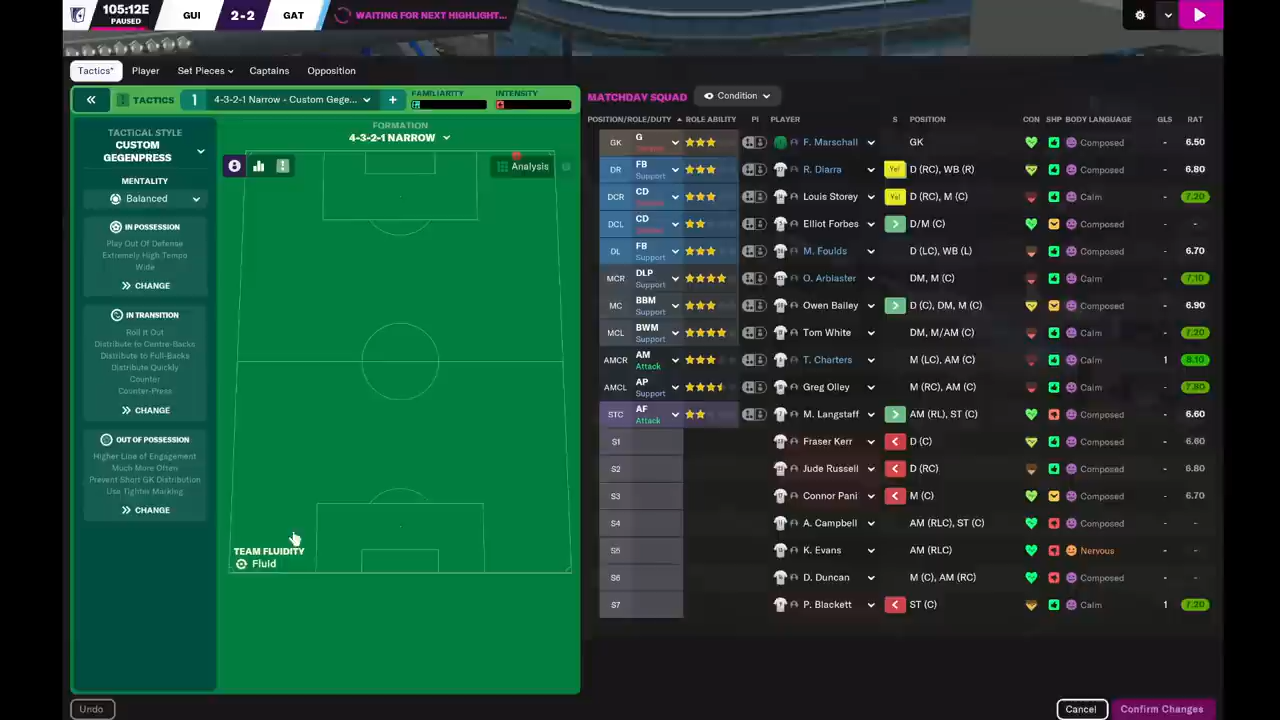 105:12E
PAUSED
GUI 2-2 GAT
WAITING FOR NEXT HIGHLIGHT...
Tactics* Player Set Pieces Captains Opposition
TACTICS 1 4-3-2-1 Narrow - Custom Gege... + FAMILIARITY INTENSITY
MATCHDAY SQUAD Condition
TACTICAL STYLE
CUSTOM
GEGENPRESS
MENTALITY
Balanced
IN POSSESSION
Play Out Of Defense
Extremely High Tempo
Wide
CHANGE
IN TRANSITION
Roll It Out
Distribute to Centre-Backs
Distribute to Full-Backs
Distribute Quickly
Counter
Counter-Press
CHANGE
OUT OF POSSESSION
Higher Line of Engagement
Much More Often
Prevent Short GK Distribution
Use Tighter Marking
CHANGE
FORMATION
4-3-2-1 NARROW
Analysis
TEAM FLUIDITY
Fluid
POSITION/ROLE/DUTY ROLE ABILITY PI PLAYER S POSITION CON SHP BODY LANGUAGE GLS RAT
GK G F. Marschall GK Composed - 6.50
DR FB Support R. Diarra Yel D (RC), WB (R) Composed - 6.80
DCR CD Louis Storey Yel D (RC), M (C) Calm - 7.20
DCL CD Elliot Forbes D/M (C) Composed - -
DL FB Support M. Foulds D (LC), WB (L) Composed - 6.70
MCR DLP Support O. Arblaster DM, M (C) Calm - 7.10
MC BBM Support Owen Bailey D (C), DM, M (C) Composed - 6.90
MCL BWM Support Tom White DM, M/AM (C) Calm - 7.20
AMCR AM Attack T. Charters M (LC), AM (C) Calm 1 8.10
AMCL AP Support Greg Olley M (RC), AM (C) Calm - 7.80
STC AF Attack M. Langstaff AM (RL), ST (C) Composed - 6.60
S1 Fraser Kerr D (C) Composed - 6.60
S2 Jude Russell D (RC) Composed - 6.80
S3 Connor Pani M (C) Composed - 6.70
S4 A. Campbell AM (RLC), ST (C) Composed - -
S5 K. Evans AM (RLC) Nervous - -
S6 D. Duncan M (C), AM (RC) Composed - -
S7 P. Blackett ST (C) Calm 1 7.20
Undo Cancel Confirm Changes